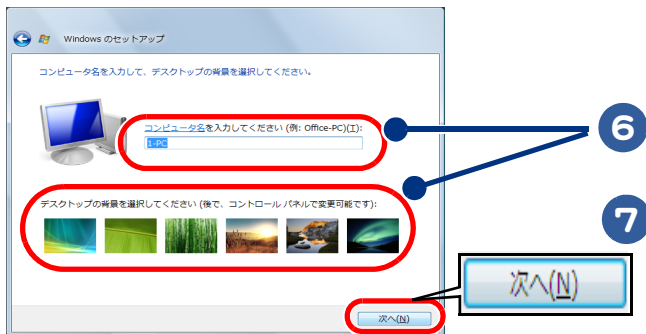 Windows のセットアップ
コンピュータ名を入力して、デスクトップの背景を選択してください。
コンピュータ名を入力してください (例: Office-PC)(T):
1-PC
6
デスクトップの背景を選択してください (後で、コントロール パネルで変更可能です):
7
次へ(N)
次へ(N)